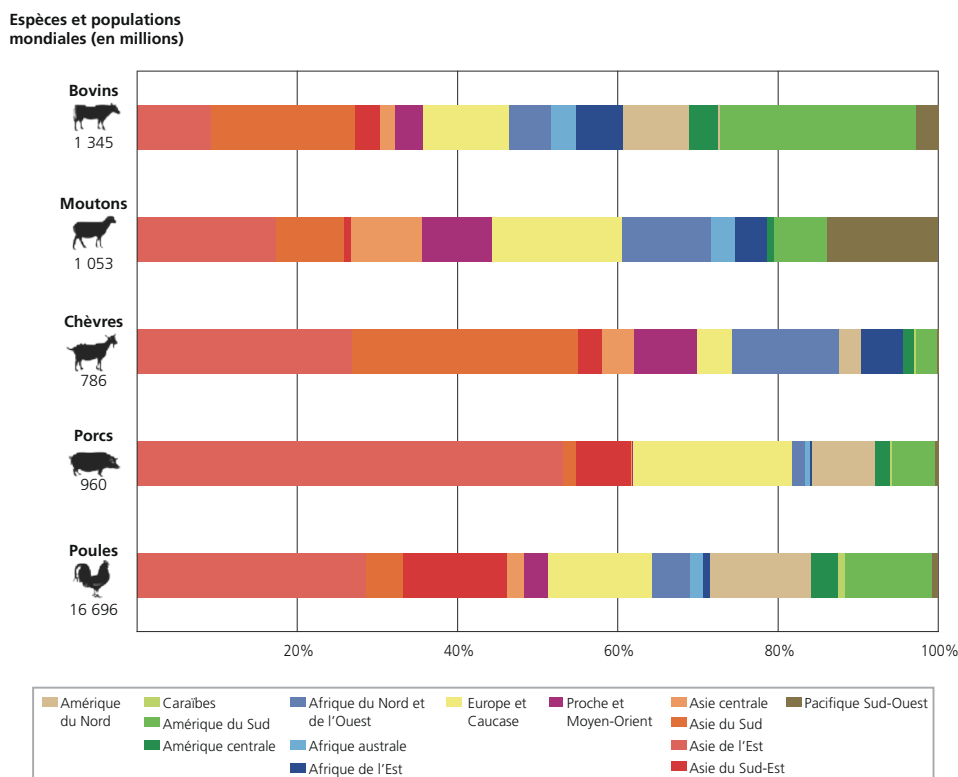 Espèces et populations
mondiales (en millions)
Bovins
1 345
Moutons
1 053
Chèvres
786
Porcs
960
Poules
16 696
20%
40%
60%
80%
100%
Amérique
du Nord
Caraïbes
Amérique du Sud
Amérique centrale
Afrique du Nord et
de l'Ouest
Afrique australe
Afrique de l'Est
Europe et
Caucase
Proche et
Moyen-Orient
Asie centrale
Asie du Sud
Asie de l'Est
Asie du Sud-Est
Pacifique Sud-Ouest